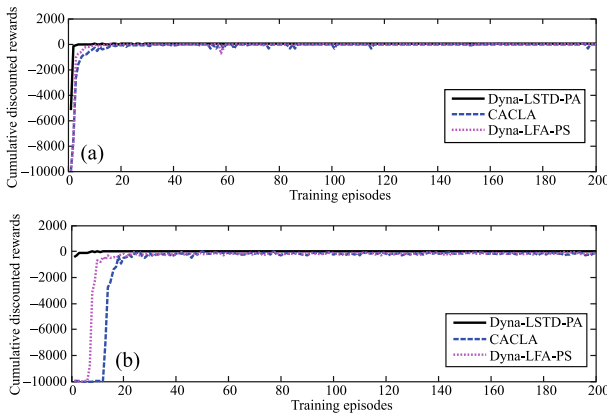 2000
0
−2000
−4000
−6000
−8000
−10000
Cumulative discounted rewards
Dyna-LSTD-PA
CACLA
Dyna-LFA-PS
(a)
0 20 40 60 80 100 120 140 160 180 200
Training episodes
2000
0
−2000
−4000
−6000
−8000
−10000
Cumulative discounted rewards
Dyna-LSTD-PA
CACLA
Dyna-LFA-PS
(b)
0 20 40 60 80 100 120 140 160 180 200
Training episodes